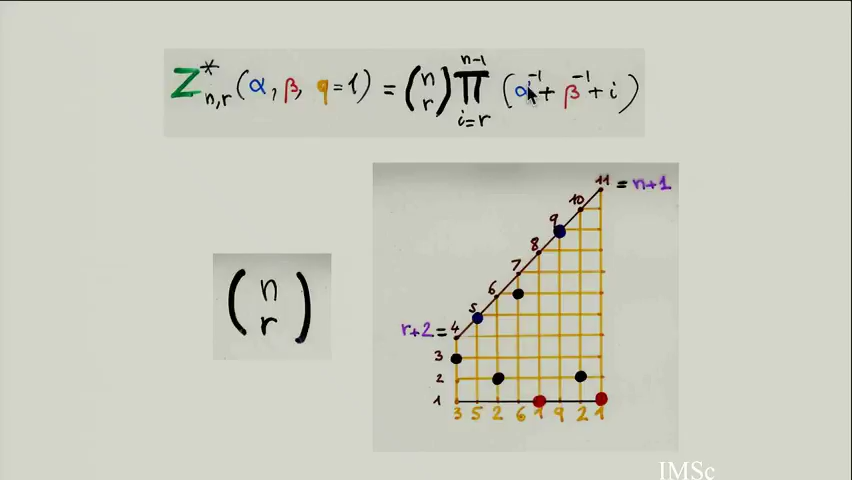 Z*n,r (α, β, q=1) = (n r) ∏ n-1 i=r (α⁻¹ + β⁻¹ + i)
11 = n+1
10
9
8
7
6
5
r+2 = 4
(n r)
3
2
1
3 5 2 6 1 9 2 1
IMSc